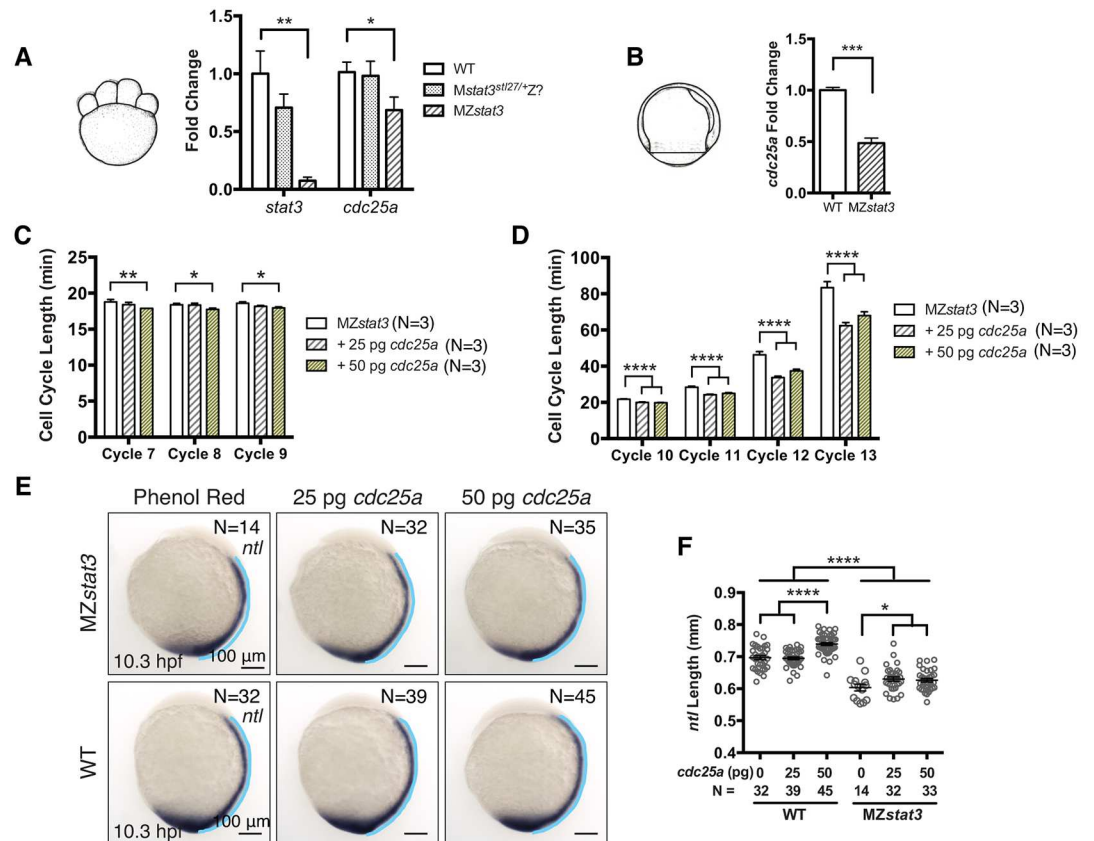 A
Fold Change
1.5
1.0
0.5
0.0
**
*
stat3
cdc25a
WT
Mstat3stl27/+Z?
MZstat3
B
cdc25a Fold Change
1.5
1.0
0.5
0.0
***
WT MZstat3
C
Cell Cycle Length (min)
25
20
15
10
5
0
**
*
*
Cycle 7 Cycle 8 Cycle 9
MZstat3 (N=3)
+ 25 pg cdc25a (N=3)
+ 50 pg cdc25a (N=3)
D
Cell Cycle Length (min)
100
80
60
40
20
0
****
****
****
****
Cycle 10 Cycle 11 Cycle 12 Cycle 13
MZstat3 (N=3)
+ 25 pg cdc25a (N=3)
+ 50 pg cdc25a (N=3)
E
Phenol Red 25 pg cdc25a 50 pg cdc25a
MZstat3
N=14 N=32 N=35
ntl
10.3 hpf 100 µm
WT
N=32 N=39 N=45
ntl
10.3 hpf 100 µm
F
ntl Length (mm)
0.9
0.8
0.7
0.6
0.5
0.4
****
****
*
cdc25a (pg) 0 25 50 0 25 50
N = 32 39 45 14 32 33
WT MZstat3